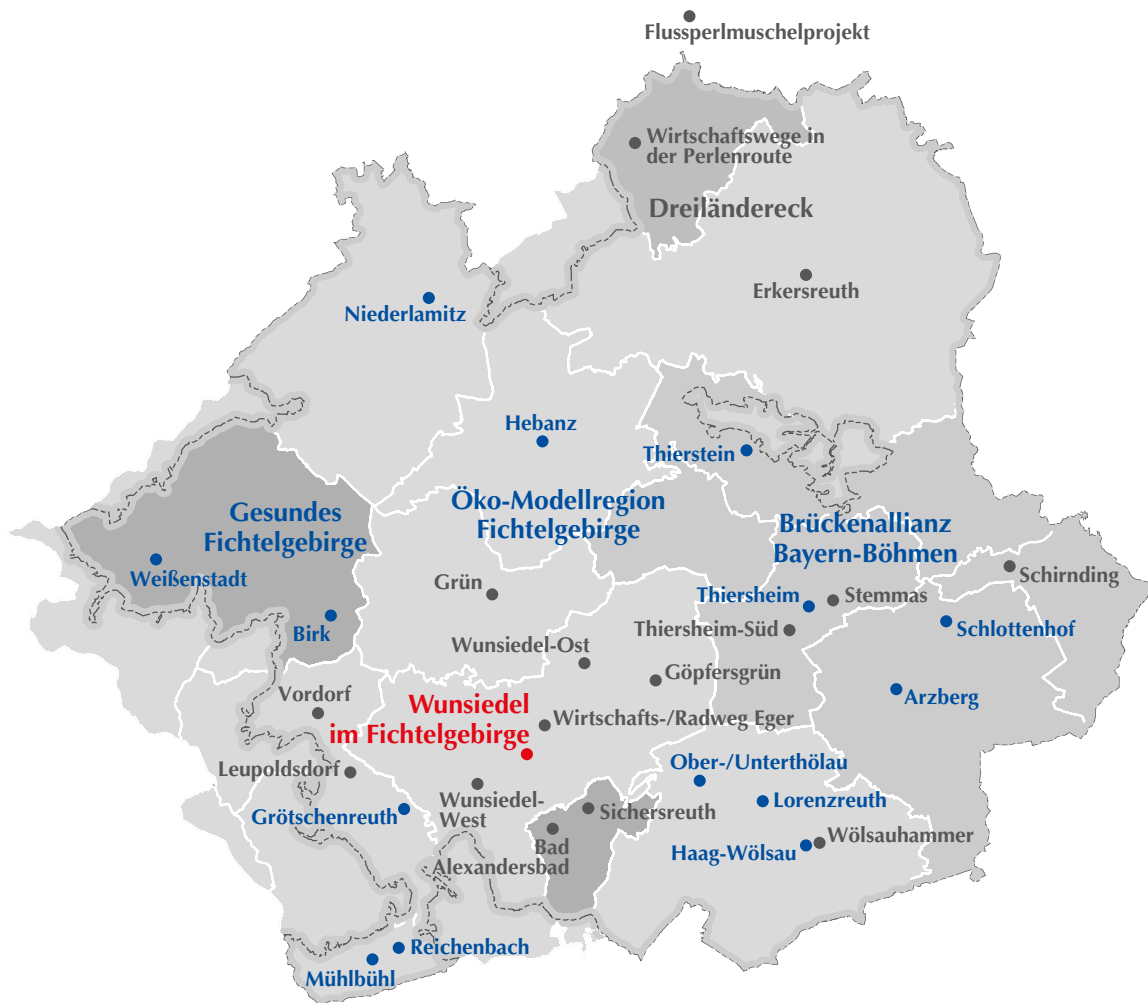 Flussperlmuschelprojekt
Wirtschaftswege in
der Perlenroute
Dreiländereck
Erkersreuth
Niederlamitz
Hebanz
Thierstein
Öko-Modellregion
Fichtelgebirge
Gesundes
Fichtelgebirge
Brückenallianz
Bayern-Böhmen
Weißenstadt
Schirnding
Grün
Thiersheim
Stemmas
Birk
Thiersheim-Süd
Schlottenhof
Wunsiedel-Ost
Göpfersgrün
Vordorf
Arzberg
Wunsiedel
im Fichtelgebirge
Wirtschafts-/Radweg Eger
Leupoldsdorf
Ober-/Unterthölau
Wunsiedel-
West
Lorenzreuth
Grötschenreuth
Sichersreuth
Bad
Alexandersbad
Haag-Wölsau
Wölsauhammer
Reichenbach
Mühlbühl